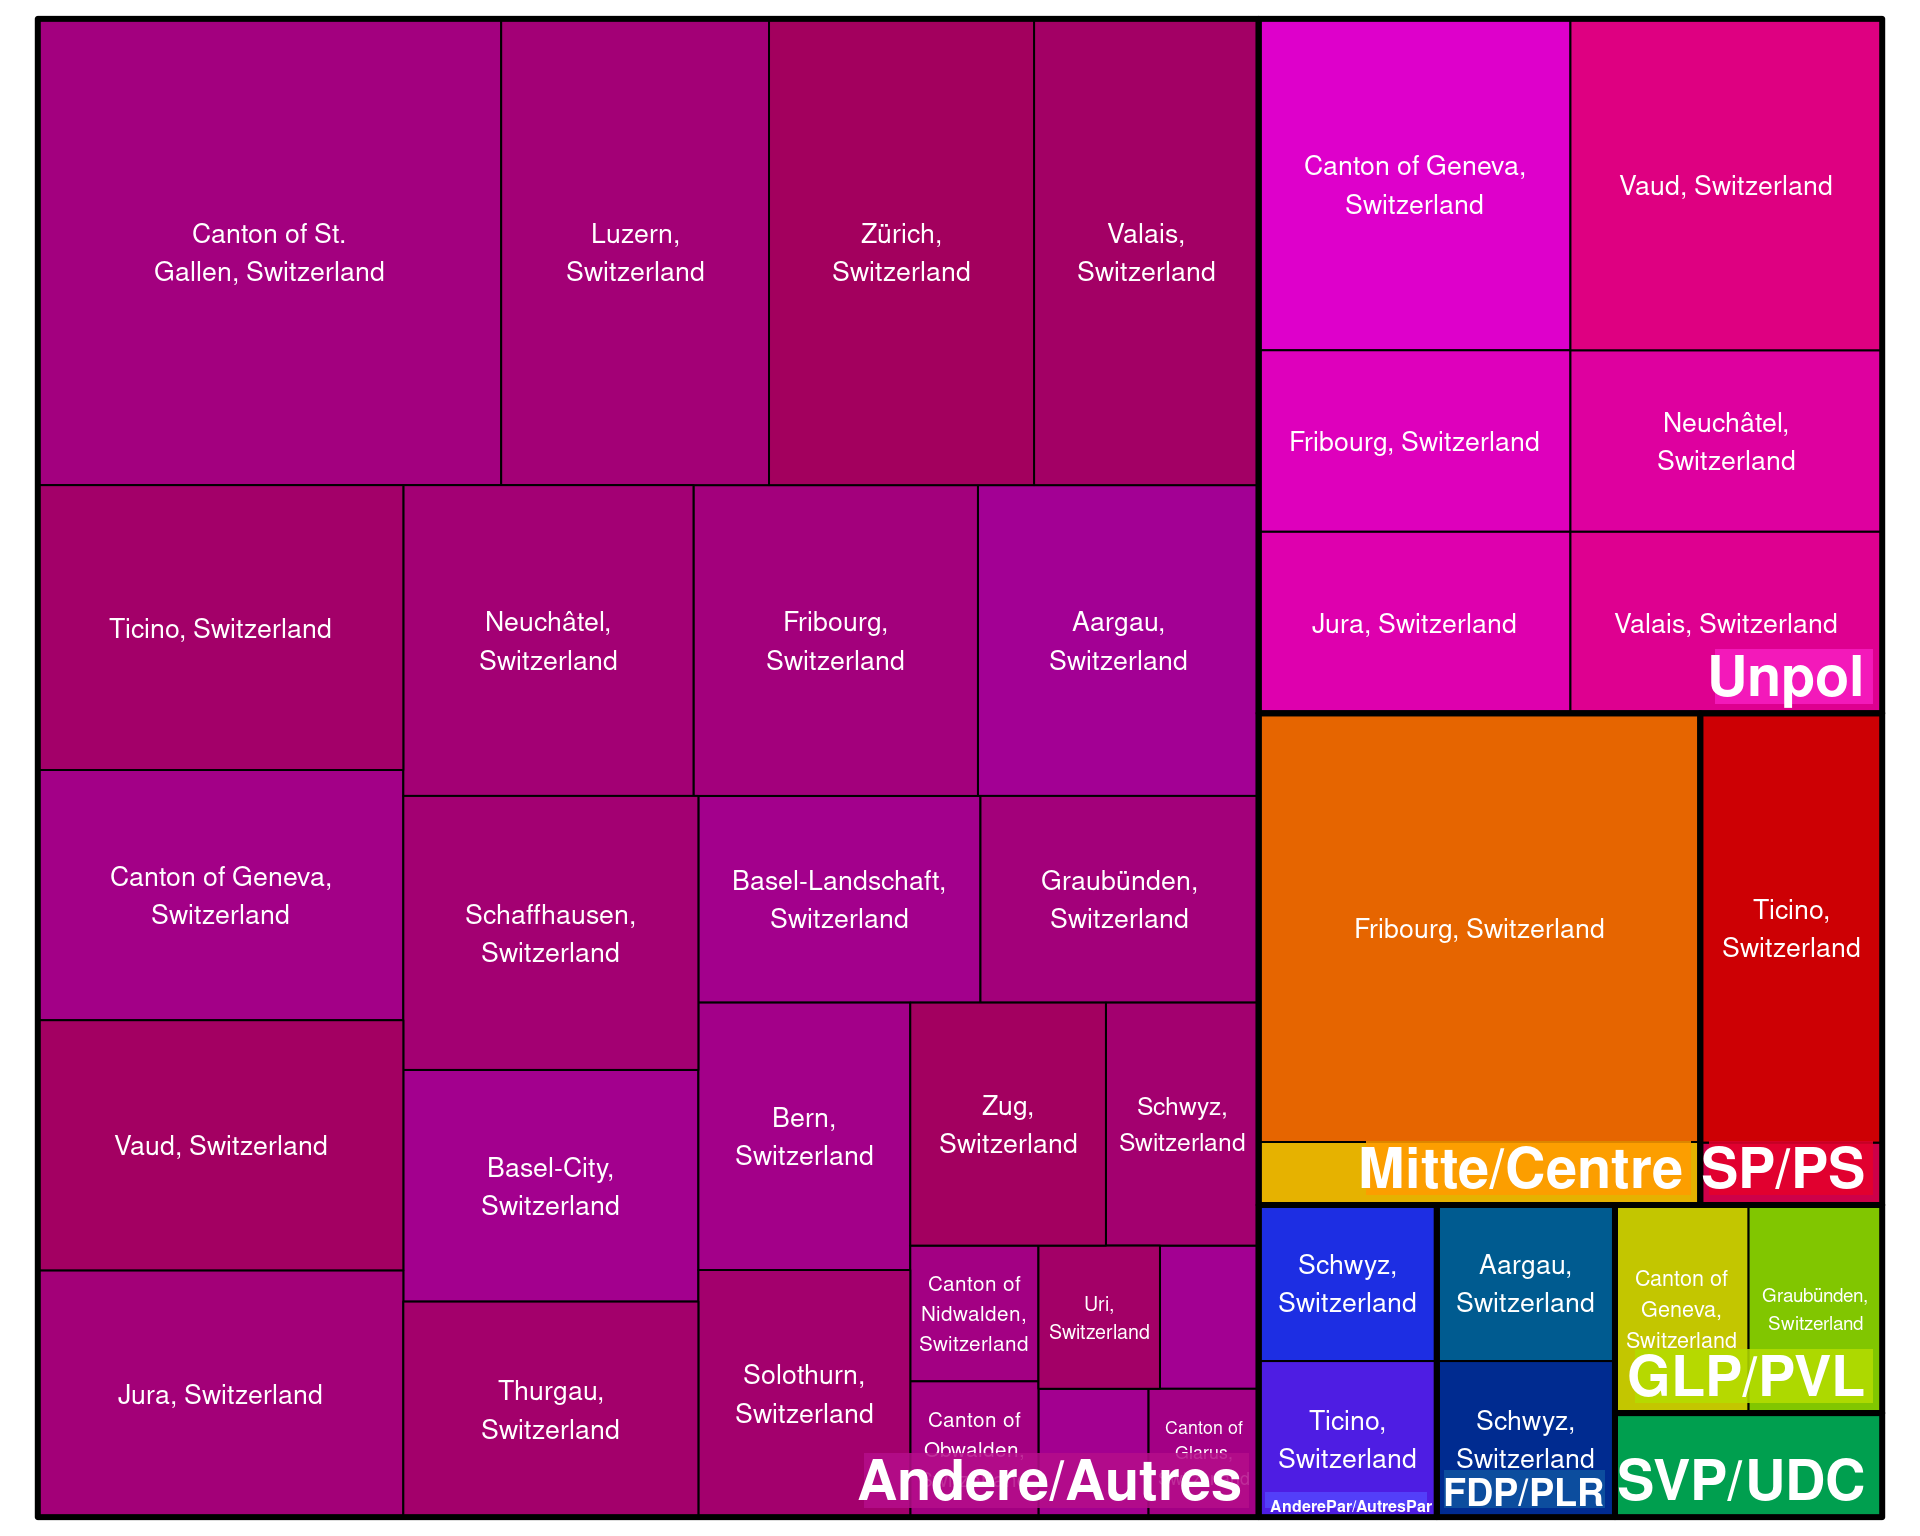 Canton of St.
Gallen, Switzerland
Luzern,
Switzerland
Zürich,
Switzerland
Valais,
Switzerland
Ticino, Switzerland
Neuchâtel,
Switzerland
Fribourg,
Switzerland
Aargau,
Switzerland
Canton of Geneva,
Switzerland
Schaffhausen,
Switzerland
Basel-Landschaft,
Switzerland
Graubünden,
Switzerland
Vaud, Switzerland
Basel-City,
Switzerland
Bern,
Switzerland
Zug,
Switzerland
Schwyz,
Switzerland
Jura, Switzerland
Thurgau,
Switzerland
Solothurn,
Switzerland
Canton of
Nidwalden,
Switzerland
Uri,
Switzerland
Canton of
Obwalden,
Canton of
Glarus,
Andere/Autres
Canton of Geneva,
Switzerland
Vaud, Switzerland
Fribourg, Switzerland
Neuchâtel,
Switzerland
Jura, Switzerland
Valais, Switzerland
Unpol
Fribourg, Switzerland
Mitte/Centre
Ticino,
Switzerland
SP/PS
Schwyz,
Switzerland
Ticino,
Switzerland
AnderePar/AutresPar
Aargau,
Switzerland
Schwyz,
Switzerland
FDP/PLR
Canton of
Geneva,
Switzerland
Graubünden,
Switzerland
GLP/PVL
SVP/UDC